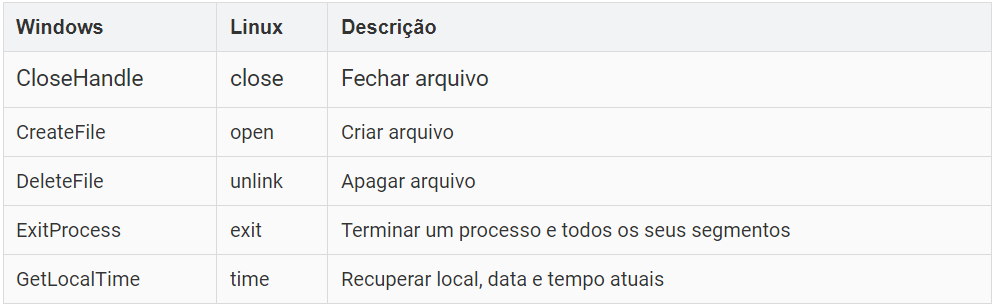 Windows Linux Descrição
CloseHandle close Fechar arquivo
CreateFile open Criar arquivo
DeleteFile unlink Apagar arquivo
ExitProcess exit Terminar um processo e todos os seus segmentos
GetLocalTime time Recuperar local, data e tempo atuais